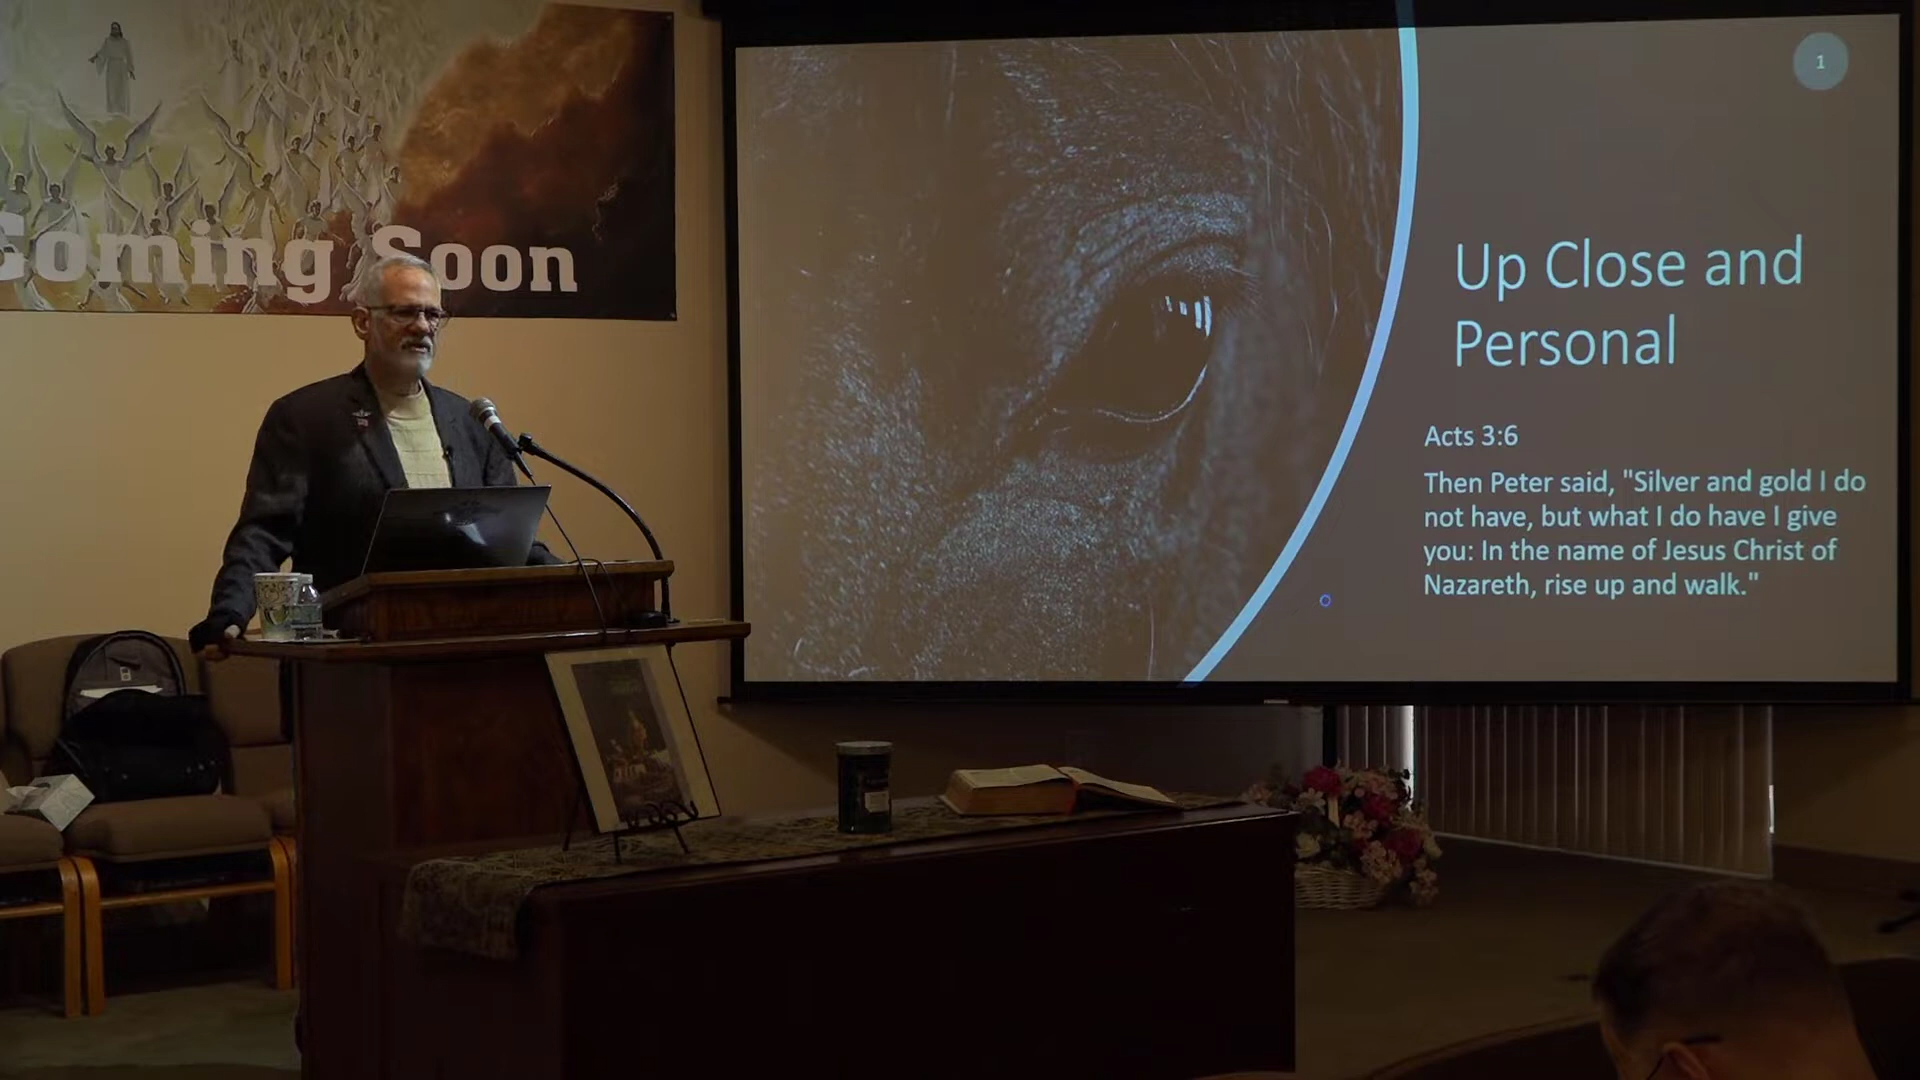 Coming Soon
1
Up Close and
Personal
Acts 3:6
Then Peter said, "Silver and gold I do
not have, but what I do have I give
you: In the name of Jesus Christ of
Nazareth, rise up and walk."